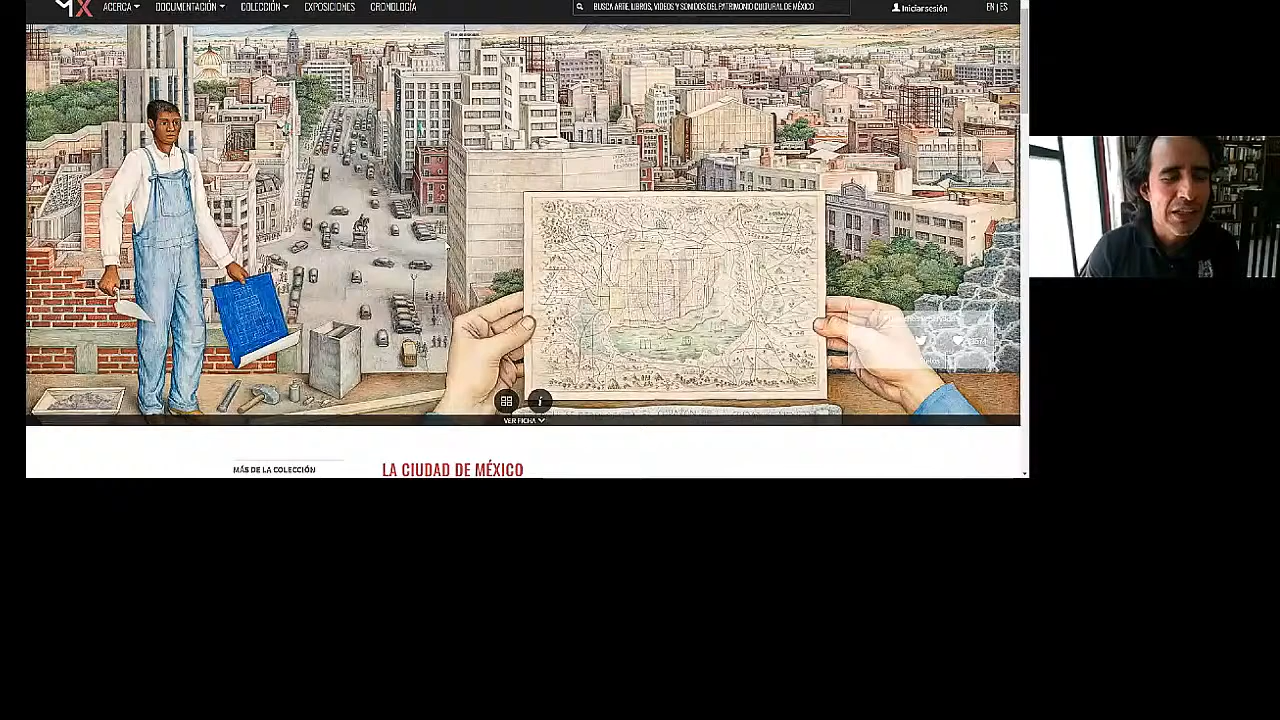 MX ACERCA DOCUMENTACIÓN COLECCIÓN EXPOSICIONES CRONOLOGÍA BUSCA ARTE, LIBROS, VIDEOS Y SONIDOS DEL PATRIMONIO CULTURAL DE MÉXICO Iniciar sesión EN | ES
VER FICHA
MÁS DE LA COLECCIÓN
LA CIUDAD DE MÉXICO